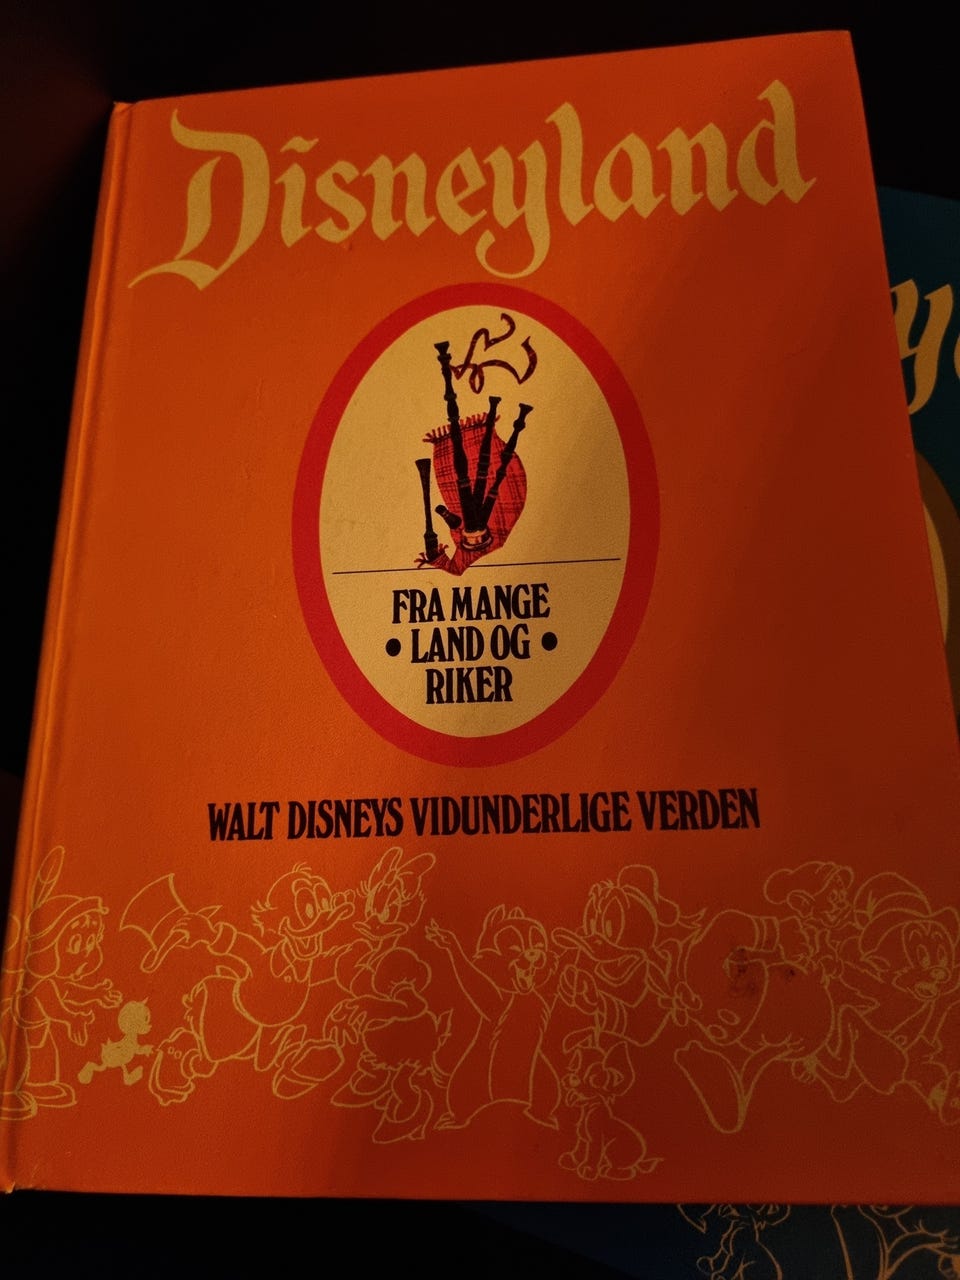 Disneyland
FRA MANGE
• LAND OG •
RIKER
WALT DISNEYS VIDUNDERLIGE VERDEN